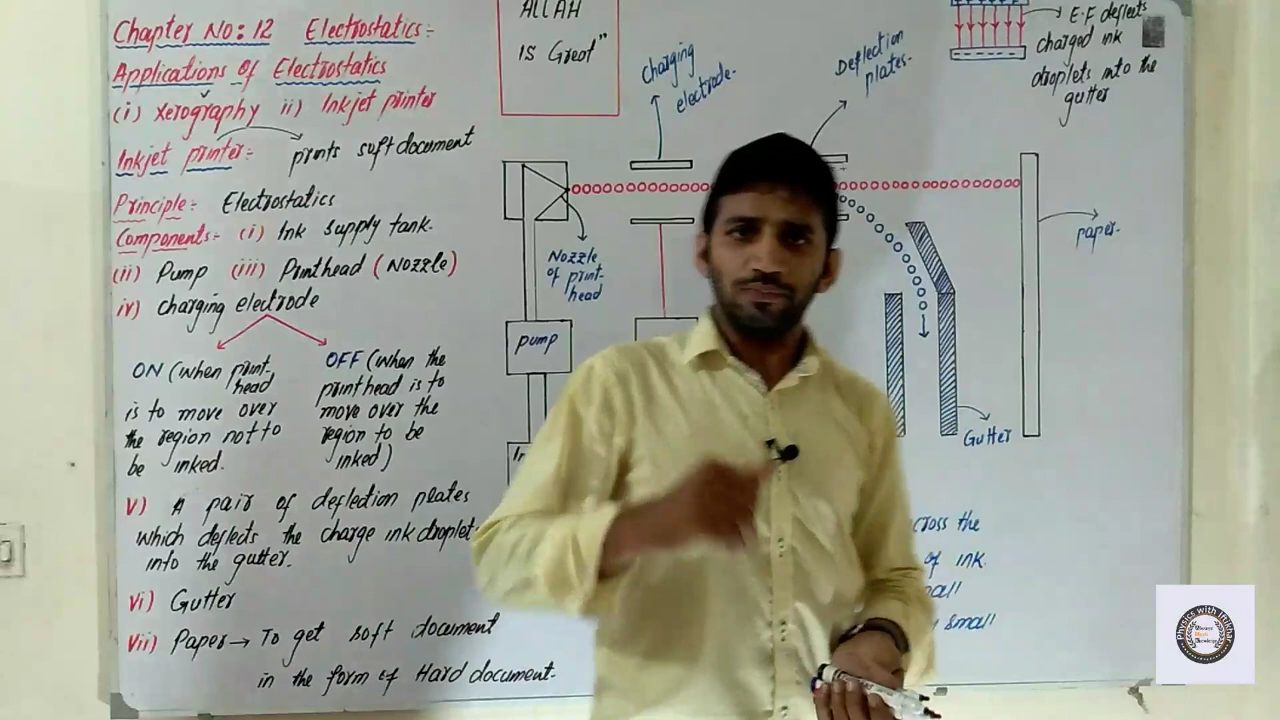 Chapter No: 12 Electrostatics:-
Applications of Electrostatics
(i) Xerography ii) Inkjet printer
Inkjet printer:- prints soft document
Principle:- Electrostatics
Components:- (i) Ink supply tank.
(ii) Pump (iii) Printhead (Nozzle)
iv) charging electrode
ON (when print-
head
is to move over
the region not to
be inked.
OFF (when the
printhead is to
move over the
region to be
inked)
v) A pair of deflection plates
which deflects the charge ink droplet
into the gutter.
vi) Gutter
vii) Paper → To get soft document
in the form of Hard document.
ALLAH
is Great"
charging
electrode.
Deflection
plates.
E.F deflects
charged ink
droplets into the
gutter
Nozzle
of print-
head
pump
paper.
Gutter
cross the
of ink.
small
Physics with Iftikhar